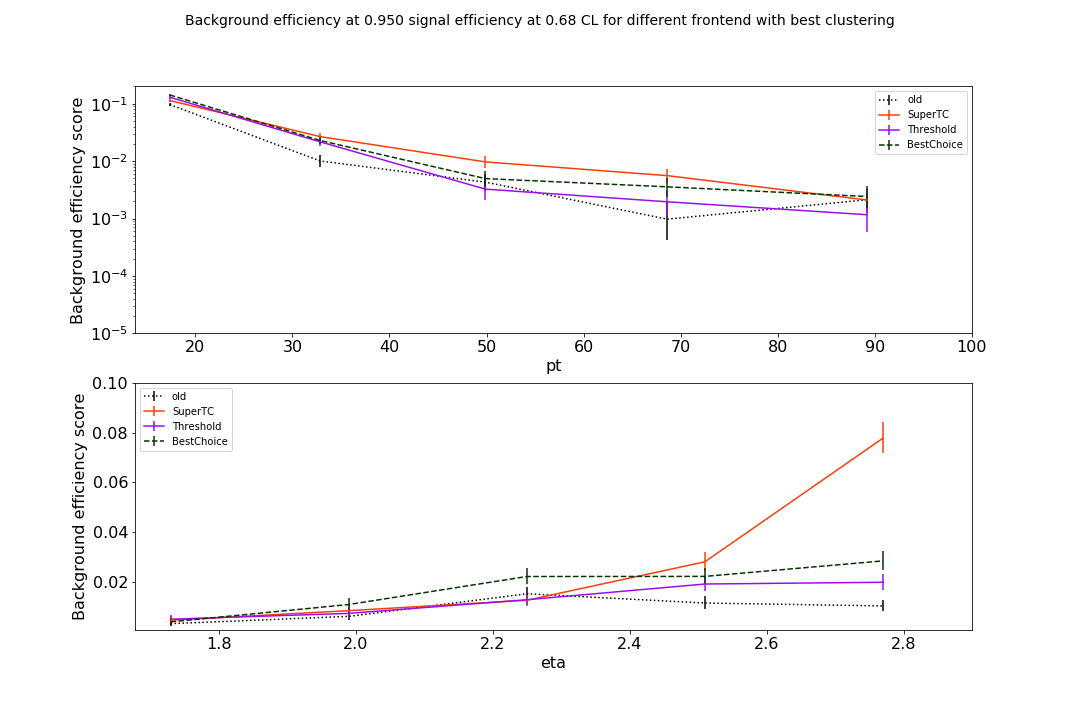 Background efficiency at 0.950 signal efficiency at 0.68 CL for different frontend with best clustering
Background efficiency score
10⁻¹
10⁻²
10⁻³
10⁻⁴
10⁻⁵
old
SuperTC
Threshold
BestChoice
20 30 40 50 60 70 80 90 100
pt
Background efficiency score
0.10
0.08
0.06
0.04
0.02
old
SuperTC
Threshold
BestChoice
1.8 2.0 2.2 2.4 2.6 2.8
eta